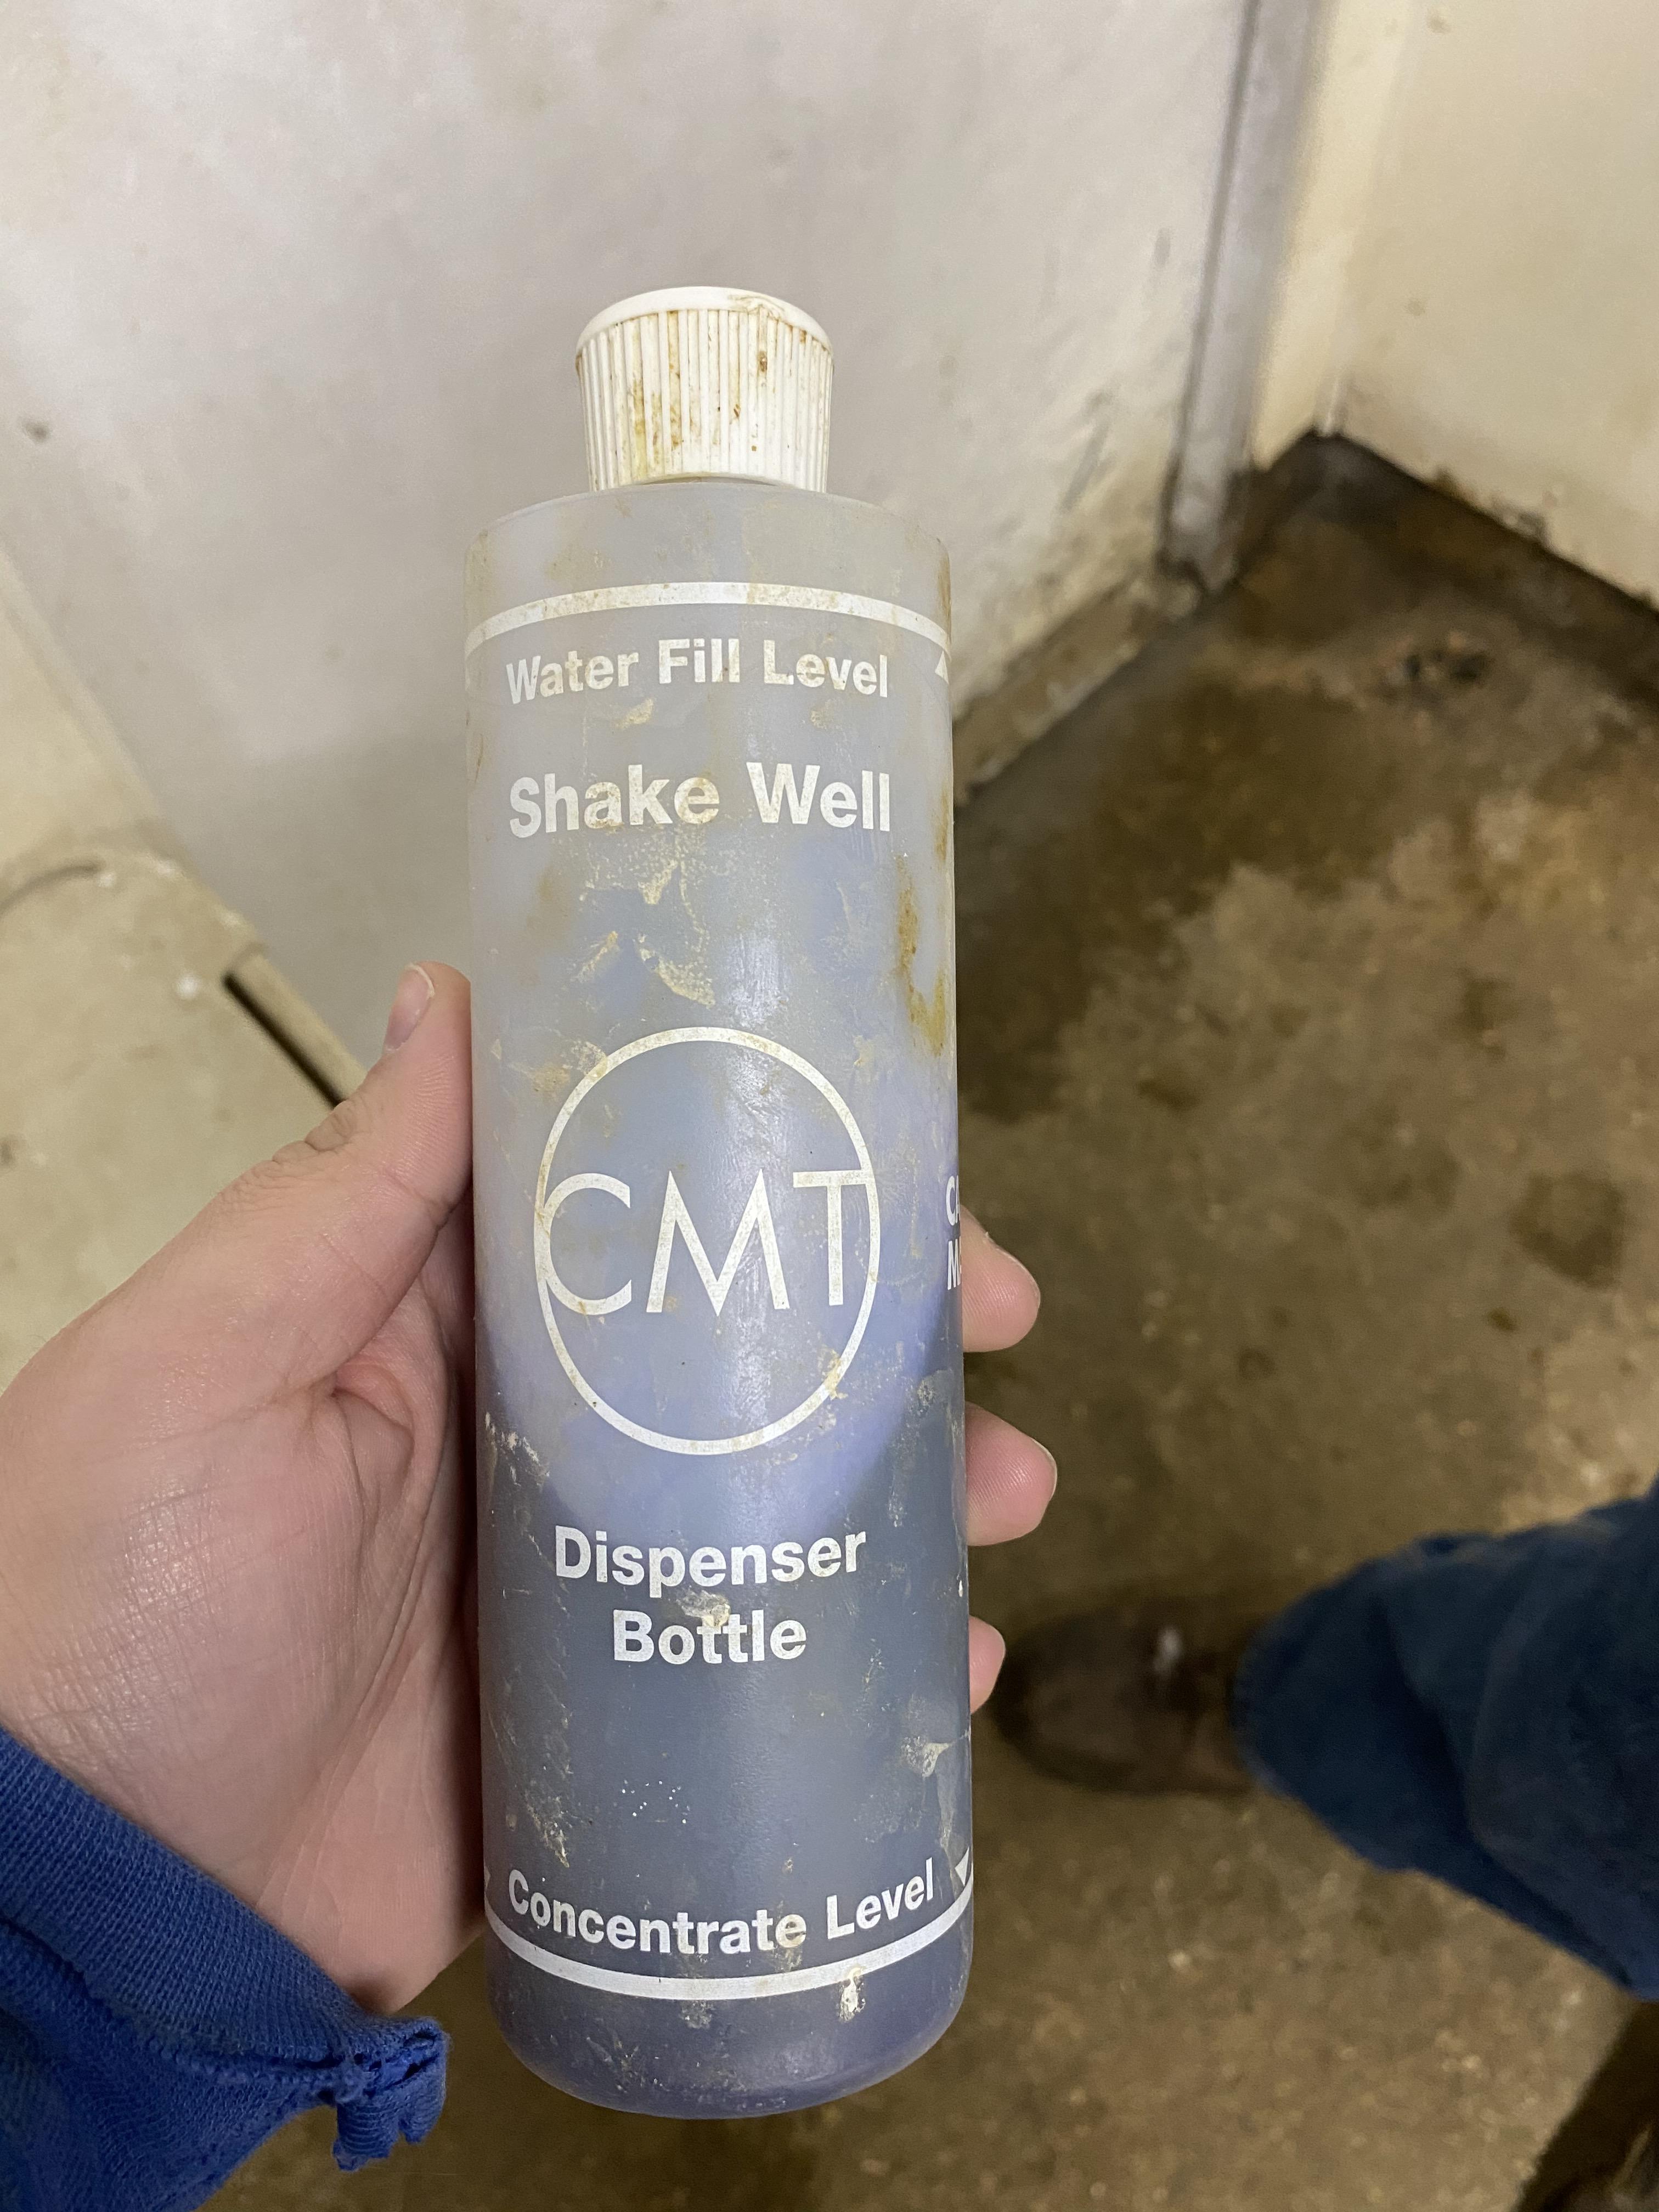 Water Fill Level
Shake Well
CMT
Dispenser
Bottle
Concentrate Level